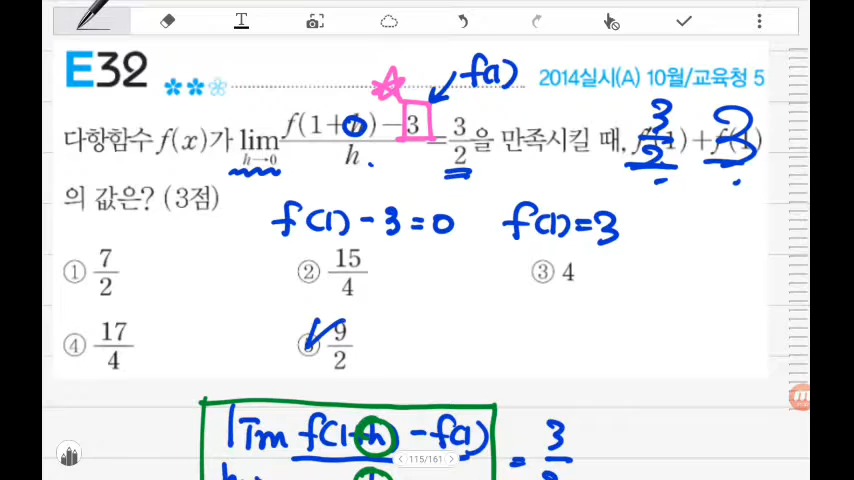 E32
f(1)
2014실시(A) 10월/교육청 5
다항함수 f(x)가 lim h→0 f(1+h)-3 / h = 3/2 을 만족시킬 때, f'(1)+f(1)
3/2 3
의 값은? (3점)
f(1)-3=0 f(1)=3
① 7/2 ② 15/4 ③ 4
④ 17/4 ⑤ 9/2
lim f(1+h)-f(1) = 3
115/161